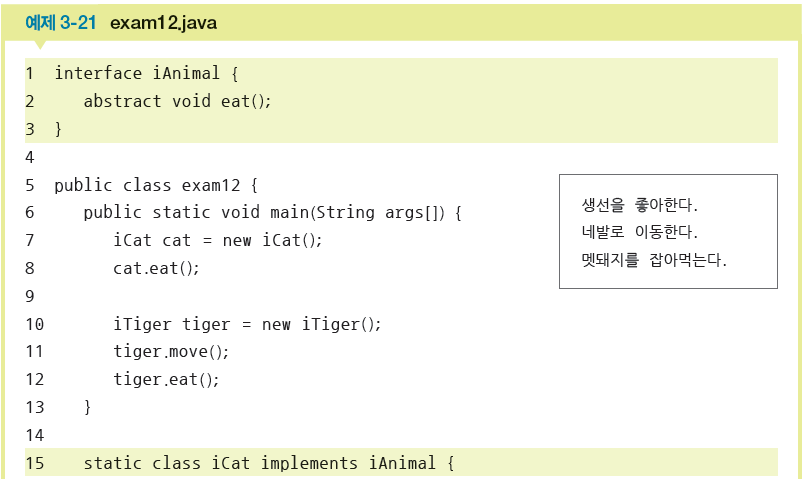 예제 3-21 exam12.java
1 interface iAnimal {
2 abstract void eat();
3 }
4
5 public class exam12 {
6 public static void main(String args[]) {
7 iCat cat = new iCat();
8 cat.eat();
9
10 iTiger tiger = new iTiger();
11 tiger.move();
12 tiger.eat();
13 }
14
15 static class iCat implements iAnimal {
생선을 좋아한다.
네발로 이동한다.
멧돼지를 잡아먹는다.